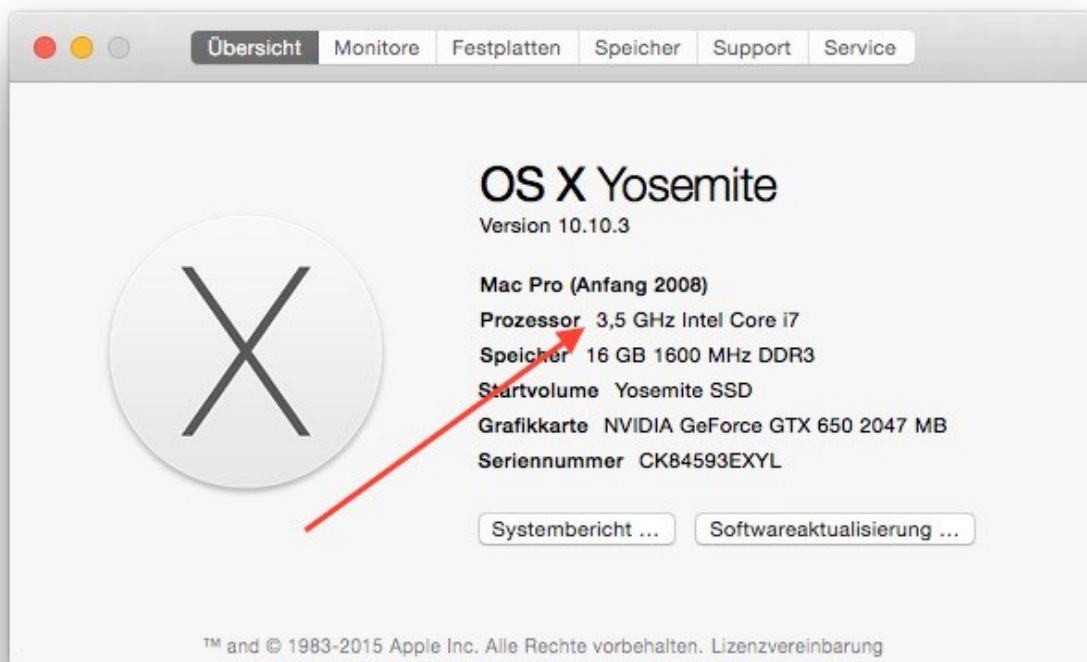 Übersicht Monitore Festplatten Speicher Support Service
OS X Yosemite
Version 10.10.3
Mac Pro (Anfang 2008)
Prozessor 3,5 GHz Intel Core i7
Speicher 16 GB 1600 MHz DDR3
Startvolume Yosemite SSD
Grafikkarte NVIDIA GeForce GTX 650 2047 MB
Seriennummer CK84593EXYL
Systembericht ... Softwareaktualisierung ...
™ and © 1983-2015 Apple Inc. Alle Rechte vorbehalten. Lizenzvereinbarung